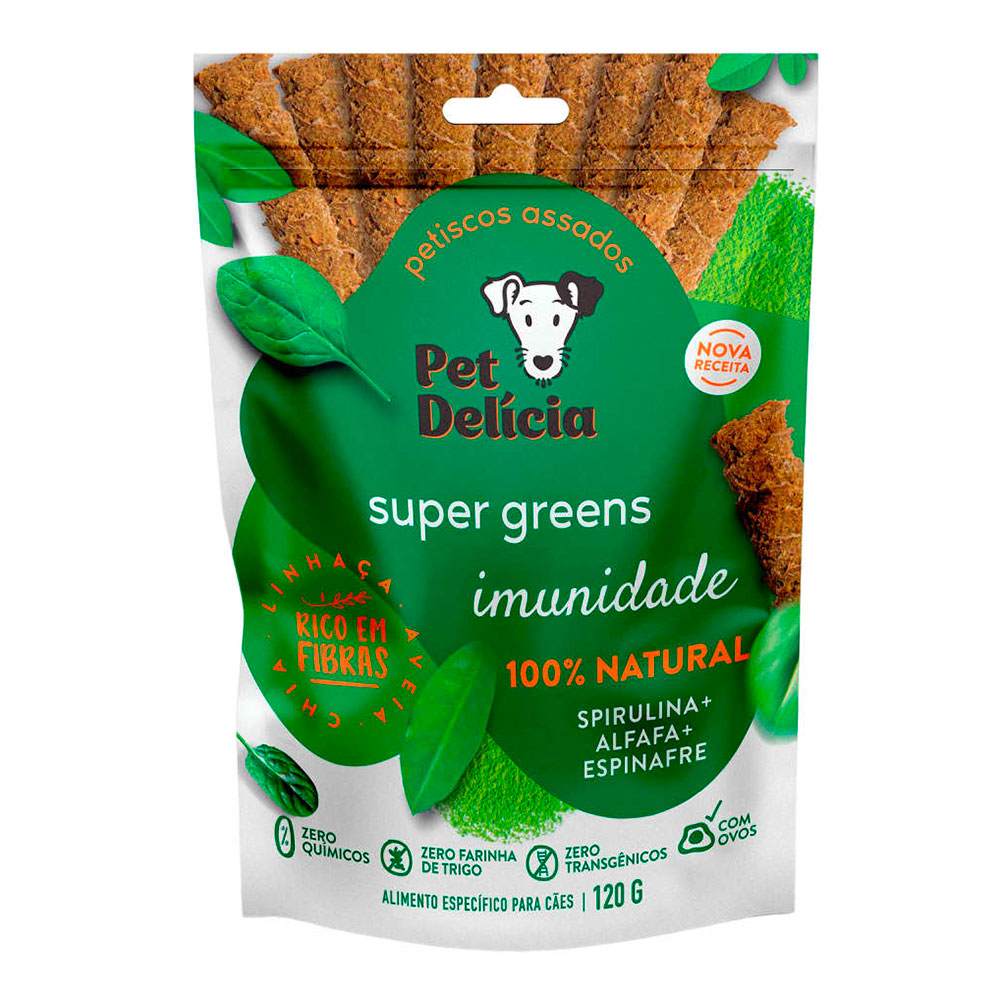 petiscos assados
Pet
Delícia
NOVA
RECEITA
super greens
imunidade
LINHAÇA · AVEIA · CHIA ·
RICO EM
FIBRAS
100% NATURAL
SPIRULINA+
ALFAFA+
ESPINAFRE
%
ZERO
QUÍMICOS
ZERO FARINHA
DE TRIGO
ZERO
TRANSGÊNICOS
COM
OVOS
ALIMENTO ESPECÍFICO PARA CÃES | 120 G